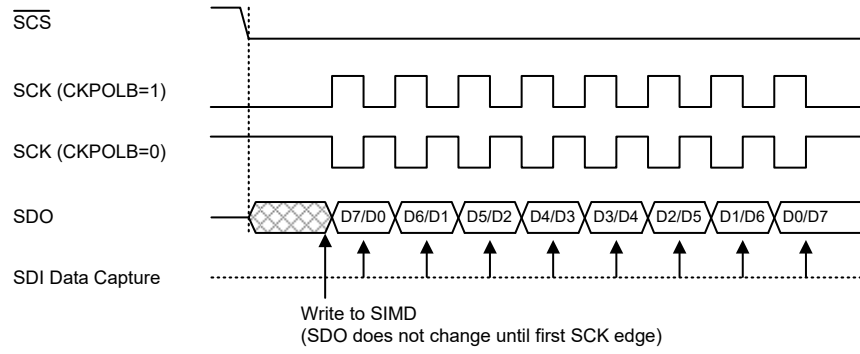 SCS
SCK (CKPOLB=1)
SCK (CKPOLB=0)
SDO D7/D0 D6/D1 D5/D2 D4/D3 D3/D4 D2/D5 D1/D6 D0/D7
SDI Data Capture
Write to SIMD
(SDO does not change until first SCK edge)